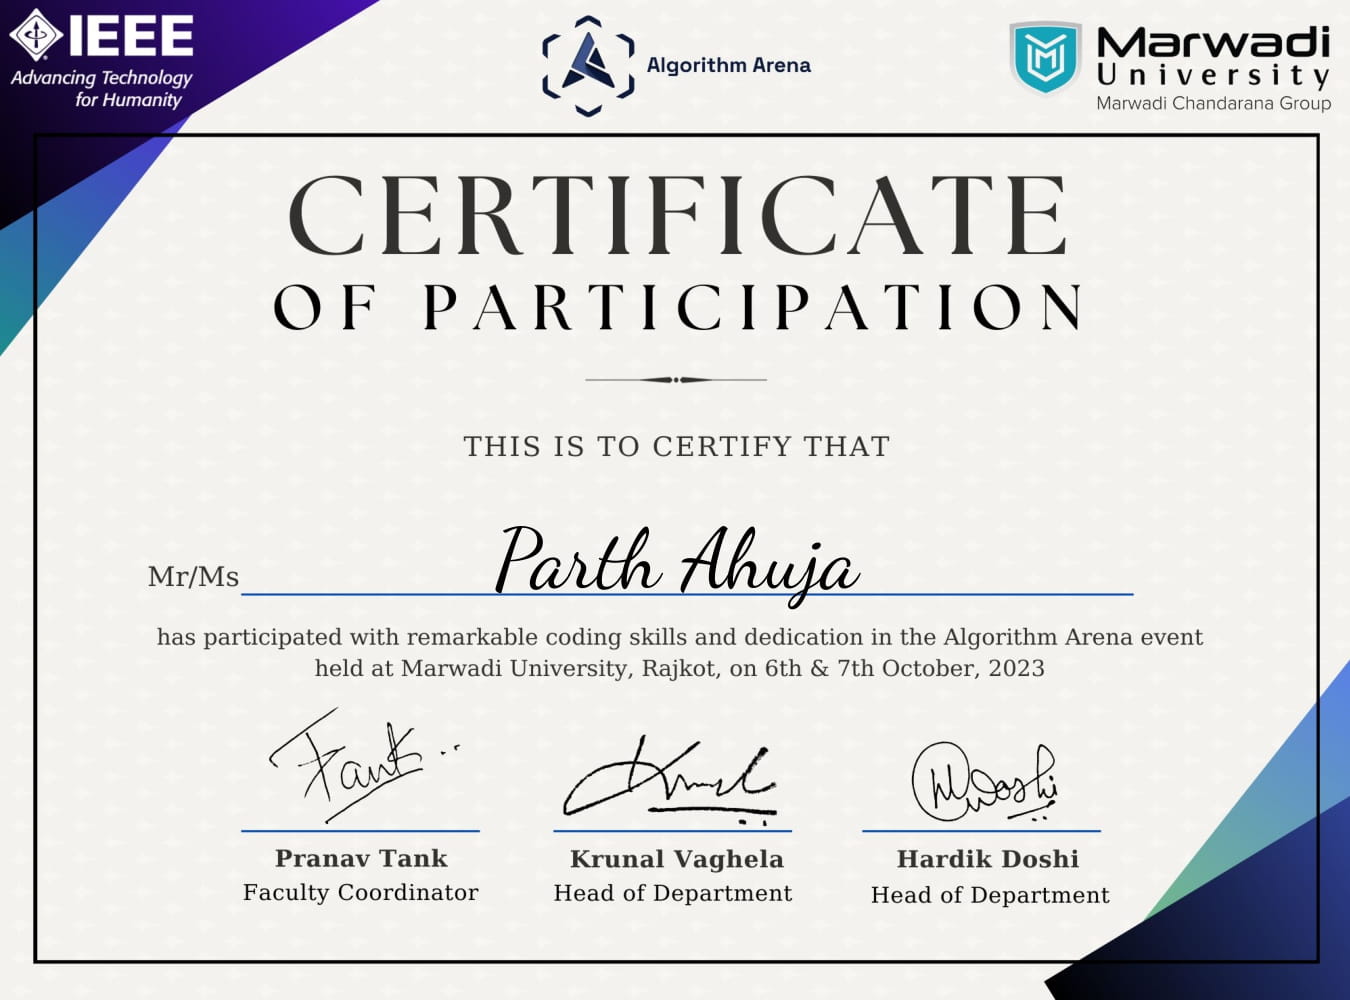 IEEE
Advancing Technology
for Humanity
Algorithm Arena
Marwadi
University
Marwadi Chandarana Group
CERTIFICATE
OF PARTICIPATION
THIS IS TO CERTIFY THAT
Mr/Ms Parth Ahuja
has participated with remarkable coding skills and dedication in the Algorithm Arena event
held at Marwadi University, Rajkot, on 6th & 7th October, 2023
Pranav Tank
Faculty Coordinator
Krunal Vaghela
Head of Department
Hardik Doshi
Head of Department